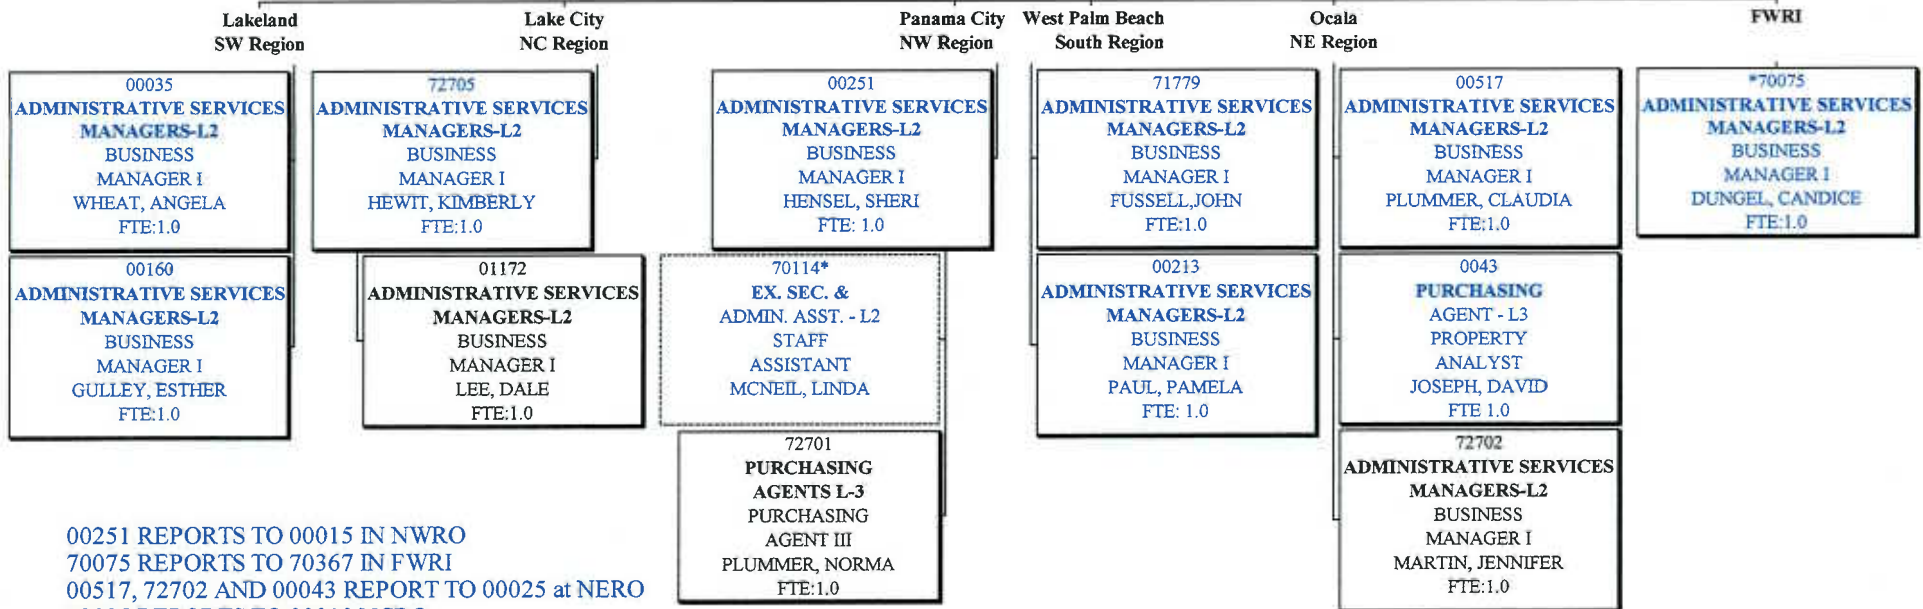 Lakeland
SW Region
Lake City
NC Region
Panama City
NW Region
West Palm Beach
South Region
Ocala
NE Region
FWRI
00035
ADMINISTRATIVE SERVICES
MANAGERS-L2
BUSINESS
MANAGER I
WHEAT, ANGELA
FTE:1.0
72705
ADMINISTRATIVE SERVICES
MANAGERS-L2
BUSINESS
MANAGER I
HEWIT, KIMBERLY
FTE:1.0
00251
ADMINISTRATIVE SERVICES
MANAGERS-L2
BUSINESS
MANAGER I
HENSEL, SHERI
FTE: 1.0
71779
ADMINISTRATIVE SERVICES
MANAGERS-L2
BUSINESS
MANAGER I
FUSSELL,JOHN
FTE:1.0
00517
ADMINISTRATIVE SERVICES
MANAGERS-L2
BUSINESS
MANAGER I
PLUMMER, CLAUDIA
FTE:1.0
*70075
ADMINISTRATIVE SERVICES
MANAGERS-L2
BUSINESS
MANAGER I
DUNGEL, CANDICE
FTE:1.0
00160
ADMINISTRATIVE SERVICES
MANAGERS-L2
BUSINESS
MANAGER I
GULLEY, ESTHER
FTE:1.0
01172
ADMINISTRATIVE SERVICES
MANAGERS-L2
BUSINESS
MANAGER I
LEE, DALE
FTE:1.0
70114*
EX. SEC. &
ADMIN. ASST. - L2
STAFF
ASSISTANT
MCNEIL, LINDA
00213
ADMINISTRATIVE SERVICES
MANAGERS-L2
BUSINESS
MANAGER I
PAUL, PAMELA
FTE: 1.0
0043
PURCHASING
AGENT - L3
PROPERTY
ANALYST
JOSEPH, DAVID
FTE 1.0
72701
PURCHASING
AGENTS L-3
PURCHASING
AGENT III
PLUMMER, NORMA
FTE:1.0
72702
ADMINISTRATIVE SERVICES
MANAGERS-L2
BUSINESS
MANAGER I
MARTIN, JENNIFER
FTE:1.0
00251 REPORTS TO 00015 IN NWRO
70075 REPORTS TO 70367 IN FWRI
00517, 72702 AND 00043 REPORT TO 00025 at NERO